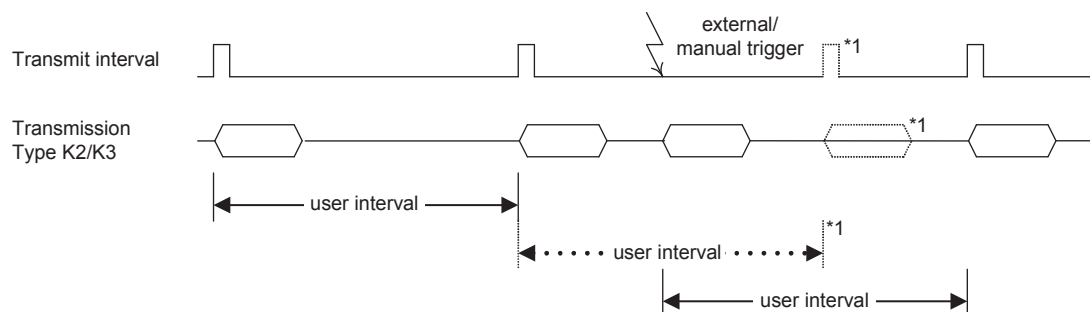 external/
manual trigger
*1
Transmit interval
Transmission
Type K2/K3
*1
user interval
*1
user interval
user interval